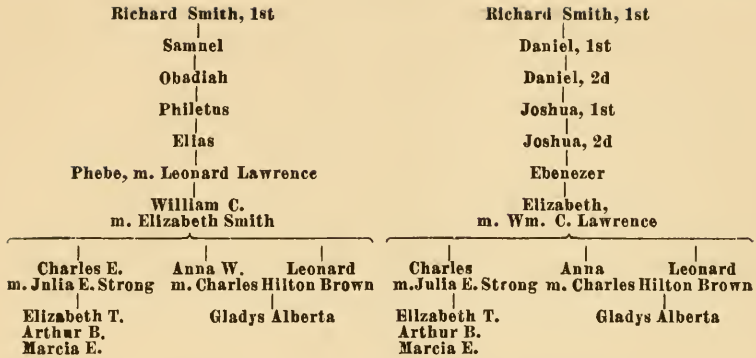 Richard Smith, 1st
Samuel
Obadiah
Philetus
Elias
Phebe, m. Leonard Lawrence
William C.
m. Elizabeth Smith
Charles E.
m. Julia E. Strong
Anna W.
m. Charles Hilton Brown
Leonard
Elizabeth T.
Arthur B.
Marcia E.
Gladys Alberta
Richard Smith, 1st
Daniel, 1st
Daniel, 2d
Joshua, 1st
Joshua, 2d
Ebenezer
Elizabeth,
m. Wm. C. Lawrence
Charles
m. Julia E. Strong
Anna
m. Charles Hilton Brown
Leonard
Elizabeth T.
Arthur B.
Marcia E.
Gladys Alberta